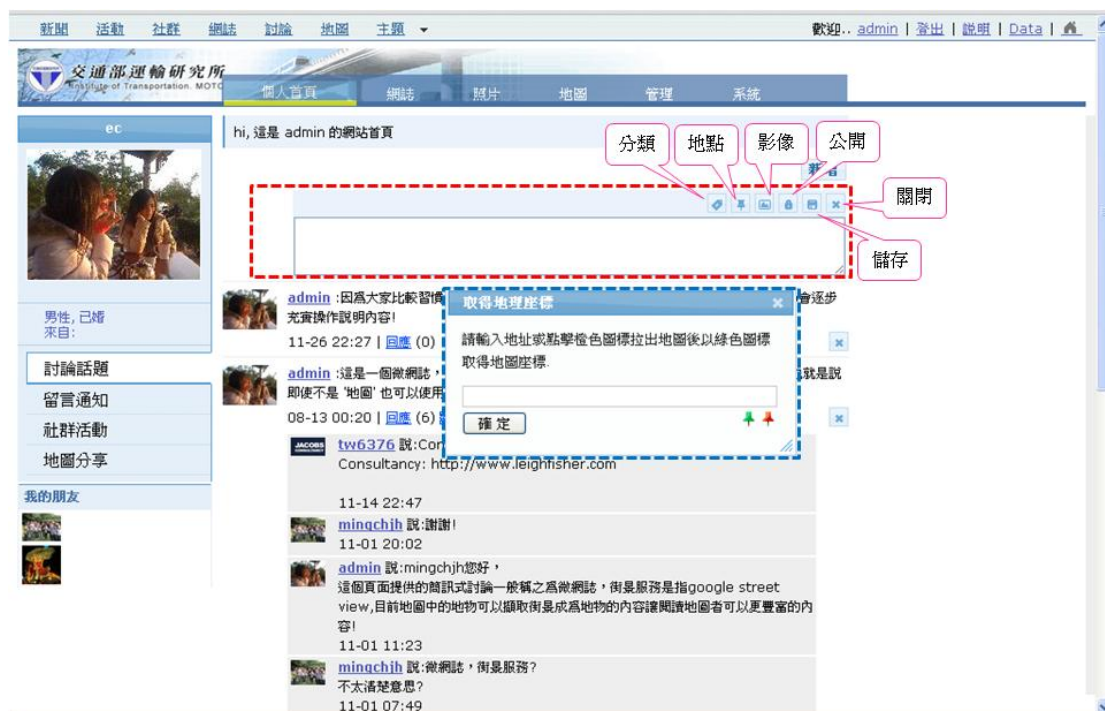 新聞 活動 社群 網誌 討論 地圖 主題
歡迎.. admin | 登出 | 說明 | Data |
交通部運輸研究所
Institute of Transportation. MOTC
個人首頁 網誌 照片 地圖 管理 系統
ec
hi, 這是 admin 的網站首頁
分類 地點 影像 公開
關閉
儲存
男性, 已婚
來自:
討論話題
留言通知
社群活動
地圖分享
我的朋友
admin :因為大家比較習慣
會逐步
充實操作說明內容!
11-26 22:27 | 回應 (0)
admin :這是一個微網誌,
就是說
即使不是 '地圖' 也可以使用
08-13 00:20 | 回應 (6)
取得地理座標
請輸入地址或點擊橙色圖標拉出地圖後以綠色圖標
取得地圖座標.
確定
JACOBS
tw6376 說:Con
Consultancy: http://www.leighfisher.com
11-14 22:47
mingchjh 說:謝謝!
11-01 20:02
admin 說:mingchjh您好,
這個頁面提供的簡訊式討論一般稱之為微網誌,街景服務是指google street
view,目前地圖中的地物可以擷取街景成為地物的內容讓閱讀地圖者可以更豐富的內
容!
11-01 11:23
mingchjh 說:微網誌,街景服務?
不太清楚意思?
11-01 07:49